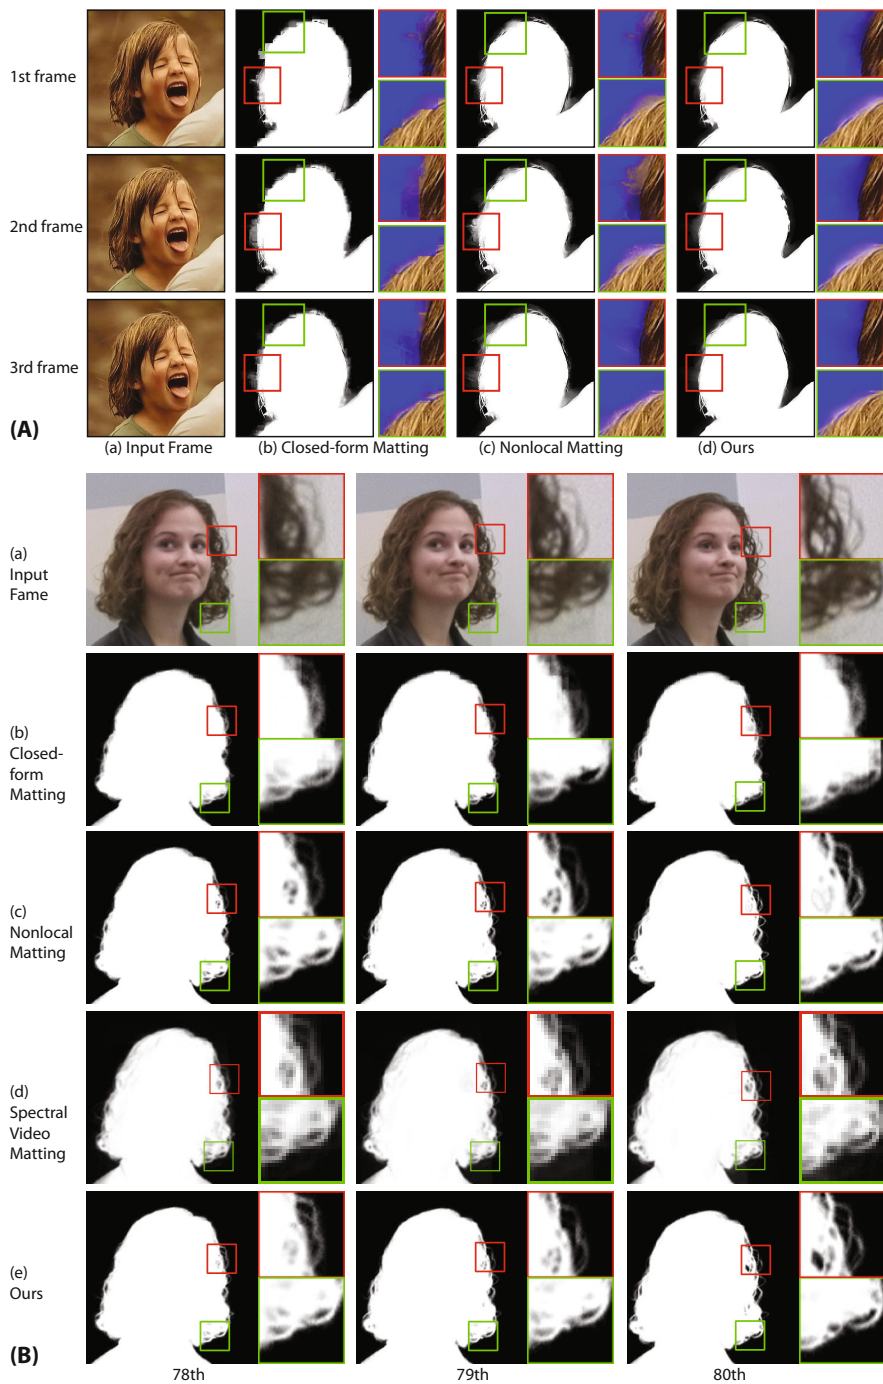 1st frame
2nd frame
3rd frame
(A)
(a) Input Frame
(b) Closed-form Matting
(c) Nonlocal Matting
(d) Ours
(a)
Input
Fame
(b)
Closed-
form
Matting
(c)
Nonlocal
Matting
(d)
Spectral
Video
Matting
(e)
Ours
(B)
78th
79th
80th